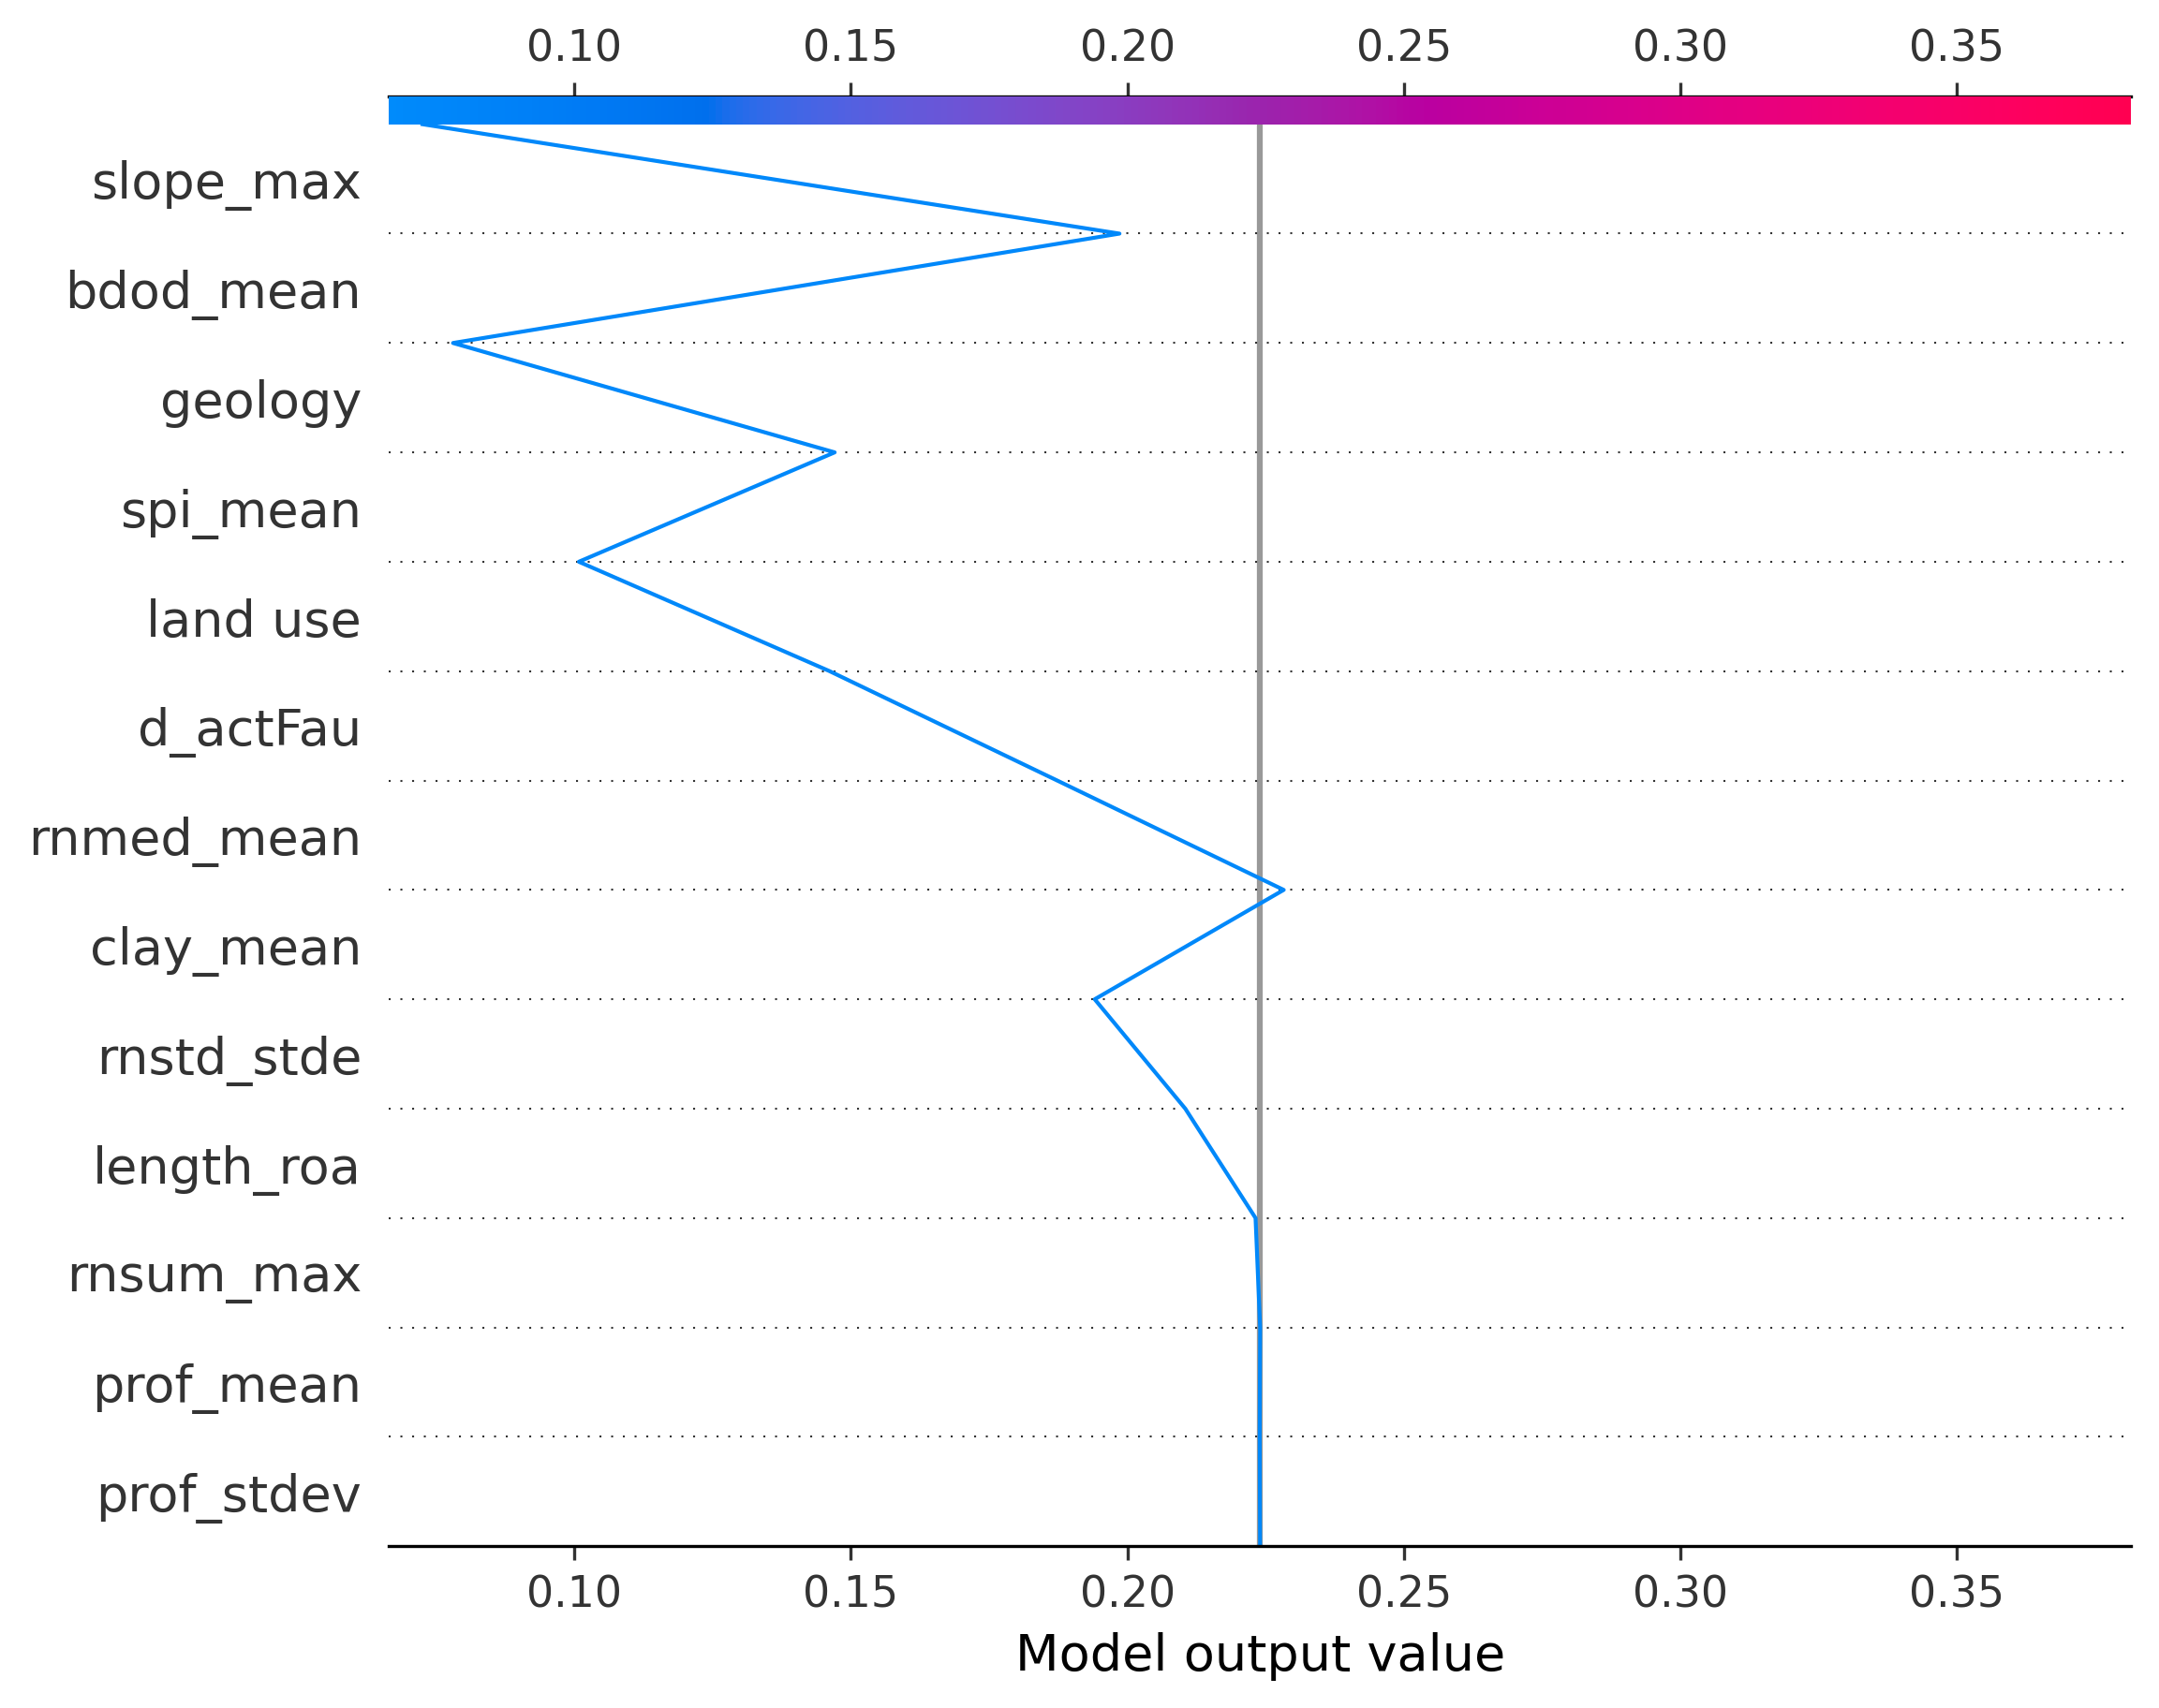 0.10 0.15 0.20 0.25 0.30 0.35
slope_max
bdod_mean
geology
spi_mean
land use
d_actFau
rnmed_mean
clay_mean
rnstd_stde
length_roa
rnsum_max
prof_mean
prof_stdev
0.10 0.15 0.20 0.25 0.30 0.35
Model output value